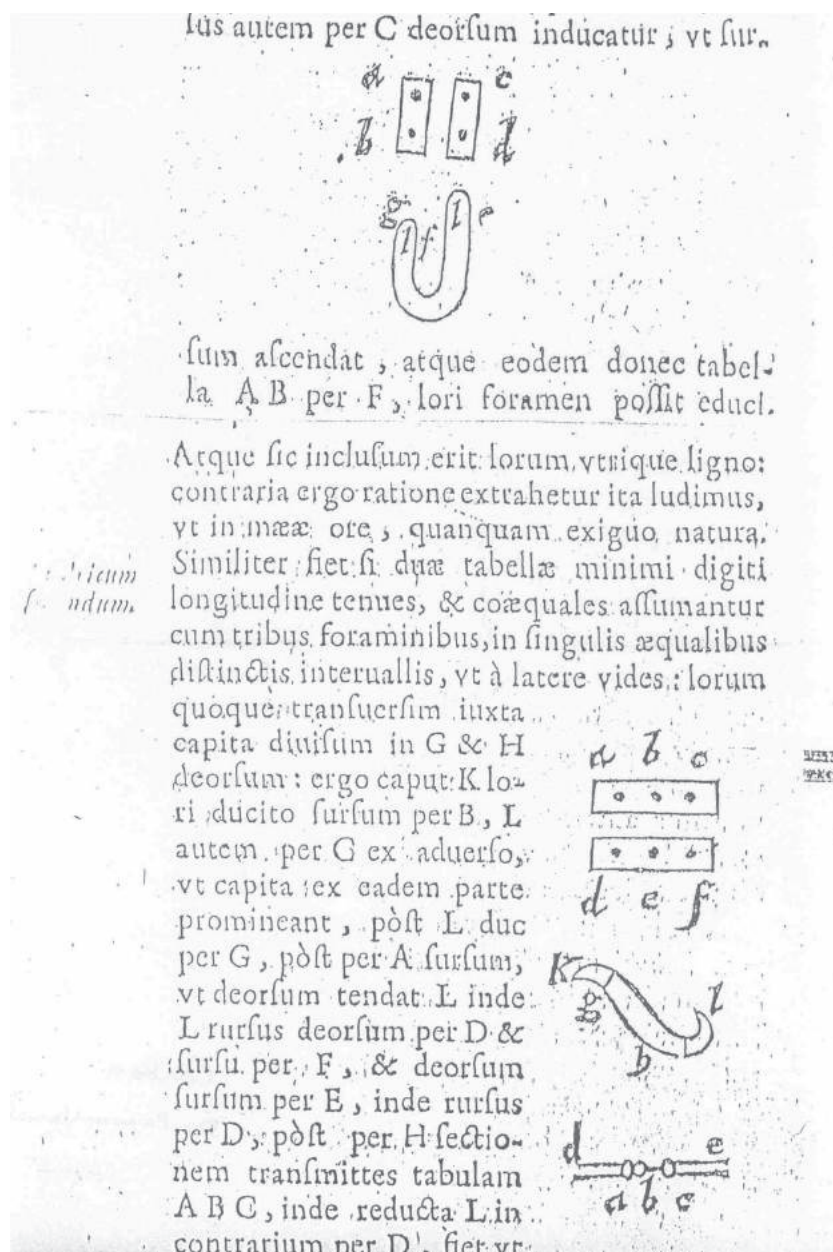 ſus autem per C deorſum inducatur, vt ſur-
a c
b d
g l f l e
ſum aſcendat, atque eodem donec tabel-
la A B per F, lori foramen poſſit educi.
Atque ſic incluſum erit lorum vtrique ligno:
contraria ergo ratione extrahetur ita ludimus,
vt in mææ ore, quanquam exiguo natura.
Similiter fiet ſi duæ tabellæ minimi digiti
ndum.
longitudine tenues, & coæquales aſſumantur
cum tribus foraminibus, in ſingulis æqualibus
diſtinctis interuallis, vt à latere vides: lorum
quoque tranſuerſim iuxta
capita diuiſum in G & H
deorſum: ergo caput K lo-
ri ducito ſurſum per B, L
autem per G ex aduerſo,
vt capita ex eadem parte
promineant, pòſt L duc
per G, pòſt per A ſurſum,
vt deorſum tendat L inde
L rurſus deorſum per D &
ſurſũ per F, & deorſum
ſurſum per E, inde rurſus
per D, pòſt per H ſectio-
nem tranſmittes tabulam
A B C, inde reducta L in
contrarium per D, fiet vt
a b c
d e f
K g l
b
d e
a b c